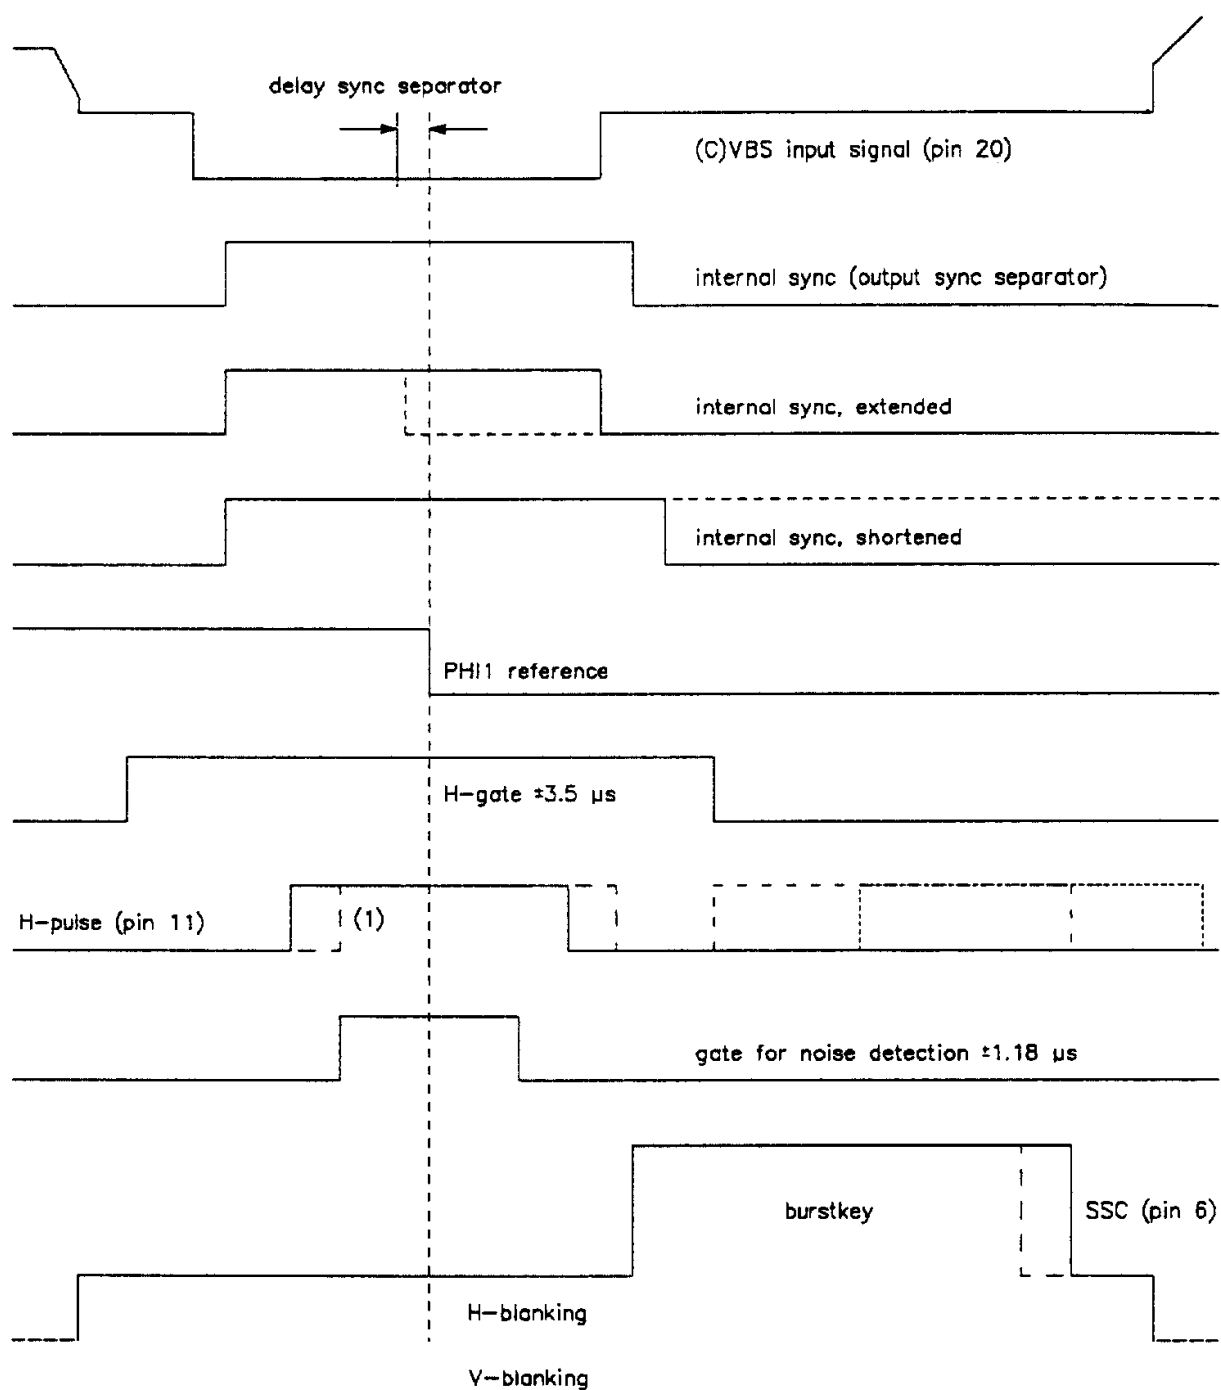 delay sync separator
(C)VBS input signal (pin 20)
internal sync (output sync separator)
internal sync, extended
internal sync, shortened
PHI1 reference
H-gate ±3.5 µs
H-pulse (pin 11)
(1)
gate for noise detection ±1.18 µs
burstkey
SSC (pin 6)
H-blanking
V-blanking